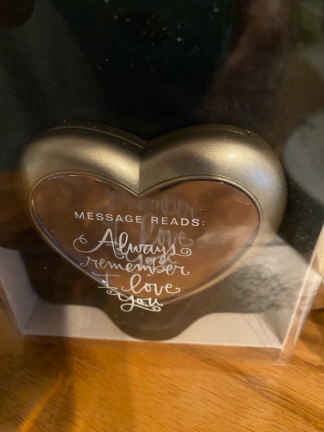 MESSAGE READS:
Always
remember
I love
you